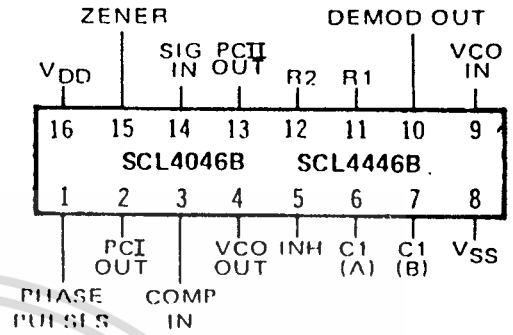 ZENER DEMOD OUT
SIG PCII VCO
VDD IN OUT R2 R1 IN
16 15 14 13 12 11 10 9
SCL4046B SCL4446B
1 2 3 4 5 6 7 8
PCI VCO INH C1 C1 VSS
OUT OUT (A) (B)
PHASE COMP
PULSES IN